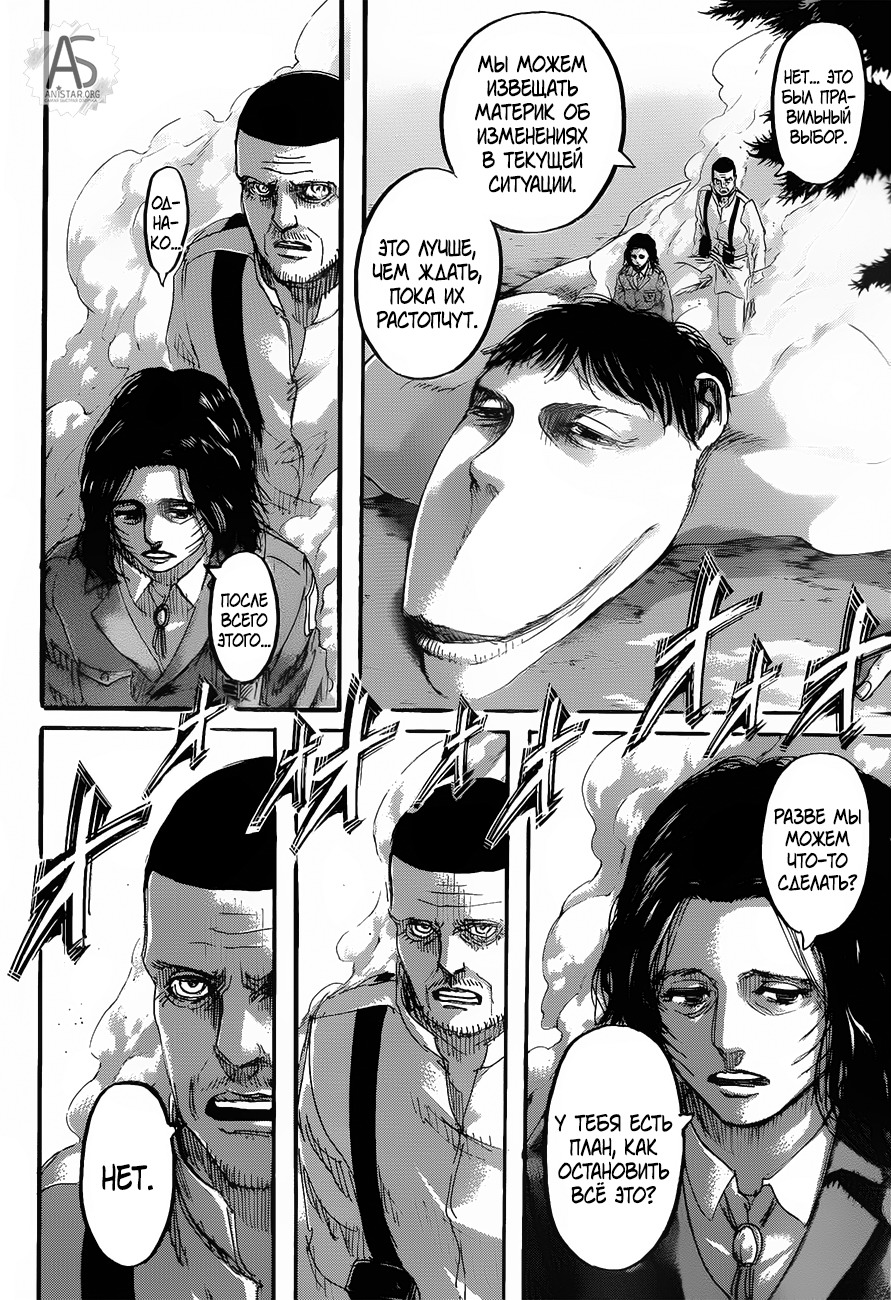 НЕТ... ЭТО
БЫЛ ПРА-
ВИЛЬНЫЙ
ВЫБОР.
МЫ МОЖЕМ
ИЗВЕЩАТЬ
МАТЕРИК ОБ
ИЗМЕНЕНИЯХ
В ТЕКУЩЕЙ
СИТУАЦИИ.
ЭТО ЛУЧШЕ,
ЧЕМ ЖДАТЬ,
ПОКА ИХ
РАСТОПЧУТ.
ОД-
НА-
КО...
ПОСЛЕ
ВСЕГО
ЭТОГО...
РАЗВЕ МЫ
МОЖЕМ
ЧТО-ТО
СДЕЛАТЬ?
У ТЕБЯ ЕСТЬ
ПЛАН, КАК
ОСТАНОВИТЬ
ВСЁ ЭТО?
НЕТ.
AS
ANISTAR.ORG